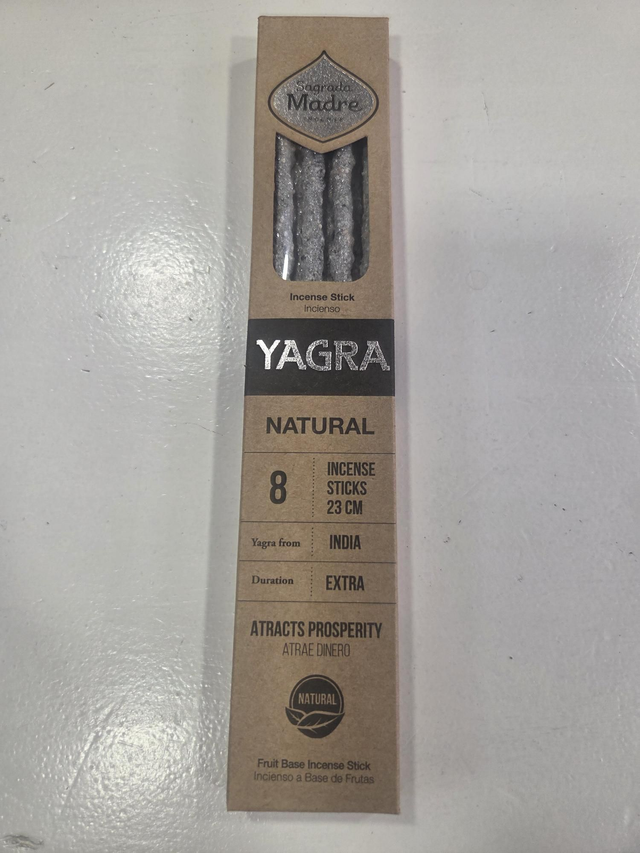 Sagrada
Madre
Incense Stick
Incienso
YAGRA
NATURAL
8
INCENSE
STICKS
23 CM
Yagra from
INDIA
Duration
EXTRA
ATRACTS PROSPERITY
ATRAE DINERO
NATURAL
Fruit Base Incense Stick
Incienso a Base de Frutas